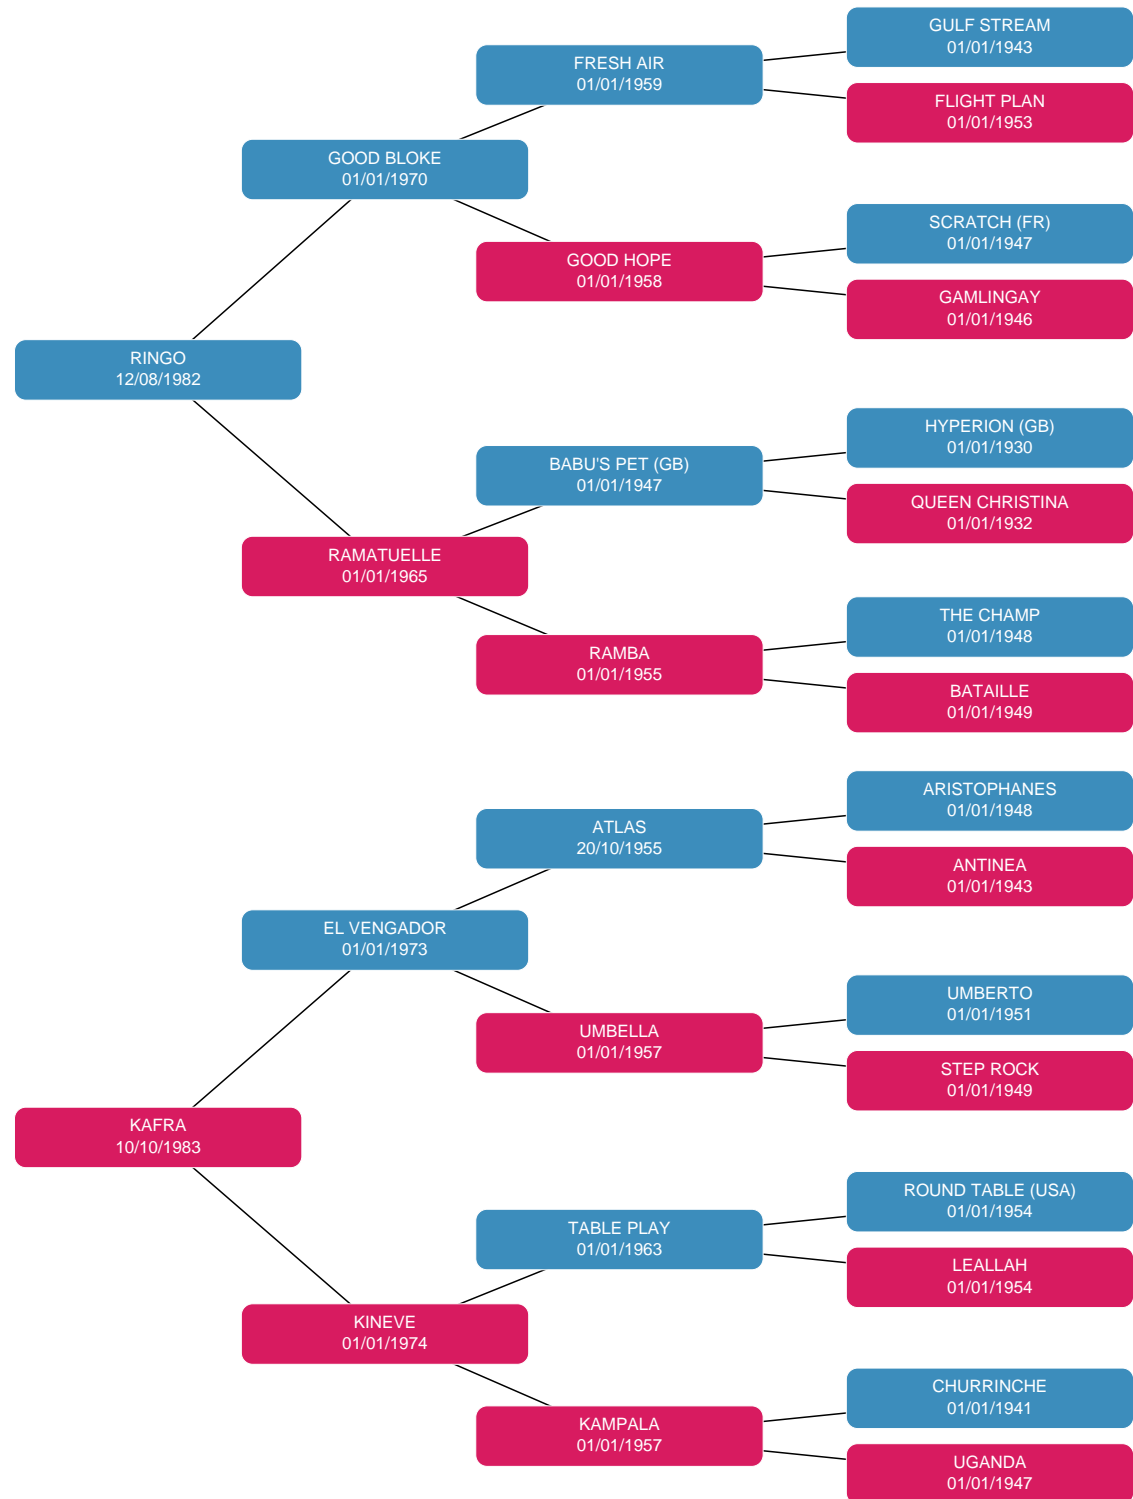 GULF STREAM
01/01/1943
FRESH AIR
01/01/1959
FLIGHT PLAN
01/01/1953
GOOD BLOKE
01/01/1970
SCRATCH (FR)
01/01/1947
GOOD HOPE
01/01/1958
GAMLINGAY
01/01/1946
RINGO
12/08/1982
HYPERION (GB)
01/01/1930
BABU'S PET (GB)
01/01/1947
QUEEN CHRISTINA
01/01/1932
RAMATUELLE
01/01/1965
THE CHAMP
01/01/1948
RAMBA
01/01/1955
BATAILLE
01/01/1949
ARISTOPHANES
01/01/1948
ATLAS
20/10/1955
ANTINEA
01/01/1943
EL VENGADOR
01/01/1973
UMBERTO
01/01/1951
UMBELLA
01/01/1957
STEP ROCK
01/01/1949
KAFRA
10/10/1983
ROUND TABLE (USA)
01/01/1954
TABLE PLAY
01/01/1963
LEALLAH
01/01/1954
KINEVE
01/01/1974
CHURRINCHE
01/01/1941
KAMPALA
01/01/1957
UGANDA
01/01/1947